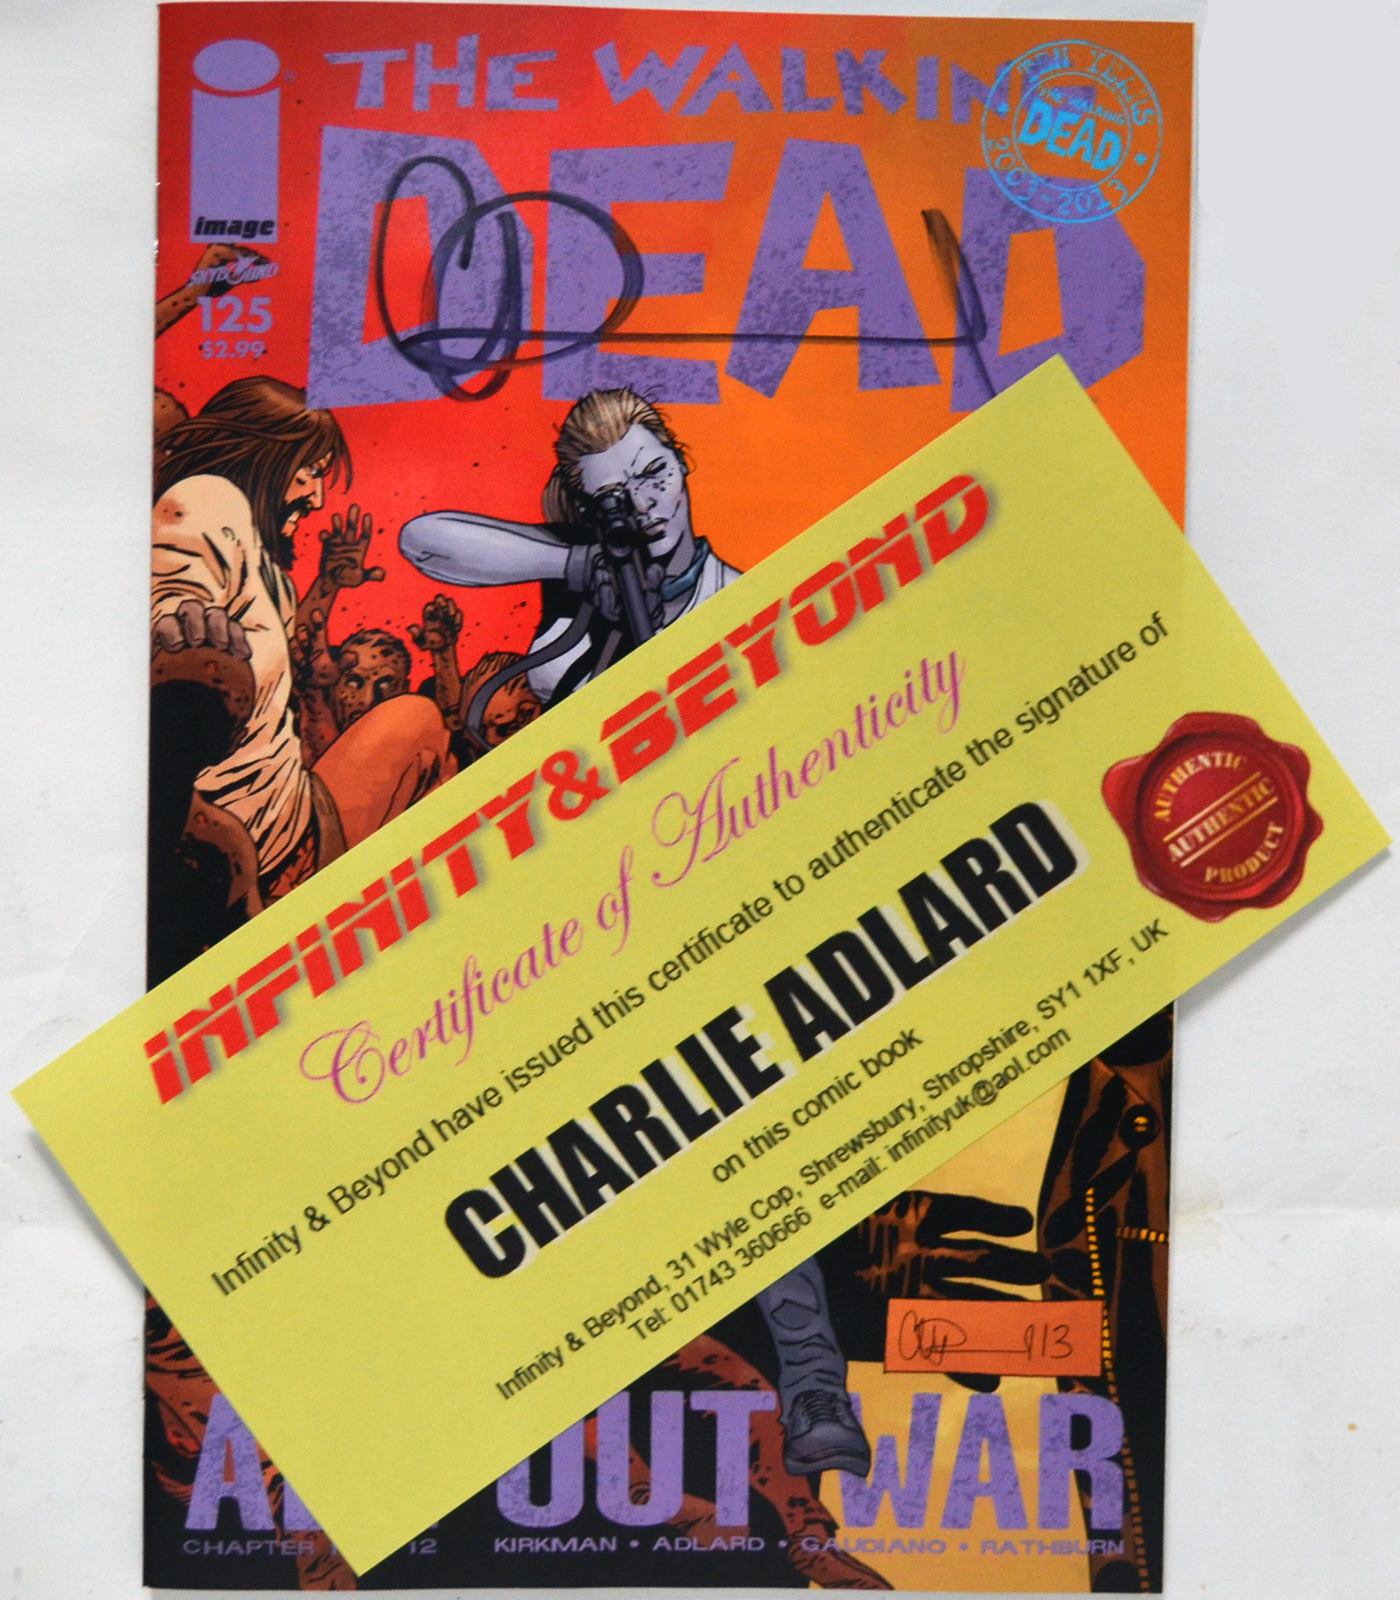 THE WALKIN
DEAD
TEN YEARS
THE WALKING
DEAD
2003-2013
image
SKYBOUND
125
$2.99
INFINITY&BEYOND
Certificate of Authenticity
Infinity & Beyond have issued this certificate to authenticate the signature of
CHARLIE ADLARD
on this comic book
Infinity & Beyond, 31 Wyle Cop, Shrewsbury, Shropshire, SY1 1XF , UK
Tel: 01743 360666 e-mail: infinityuk@aol.com
AUTHENTIC
AUTHENTIC
PRODUCT
/13
A OUT WAR
CHAPTER 12 KIRKMAN • ADLARD • GAUDIANO • RATHBURN